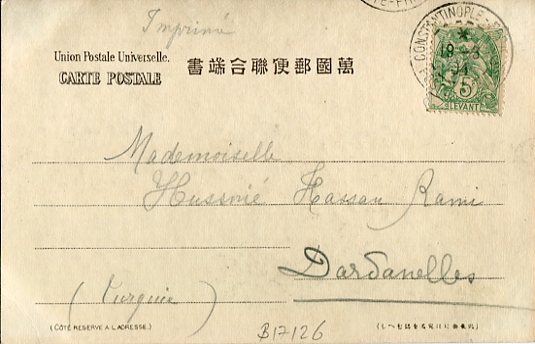 Imprimé
Union Postale Universelle.
CARTE POSTALE
書端合聯便郵國萬
CONSTANTINOPLE
5
LEVANT
Mademoiselle
Husnié Hassan Rami
Dardanelles
(Turquie)
(CÔTÉ RESERVÉ A L'ADRESSE.)
B17126